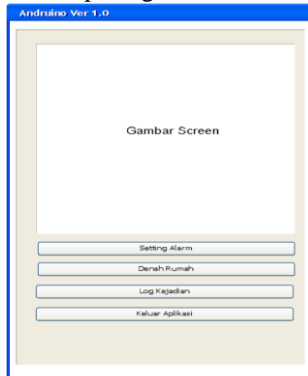 Andruino Ver 1.0
Gambar Screen
Setting Alarm
Denah Rumah
Log Kejadian
Keluar Aplikasi